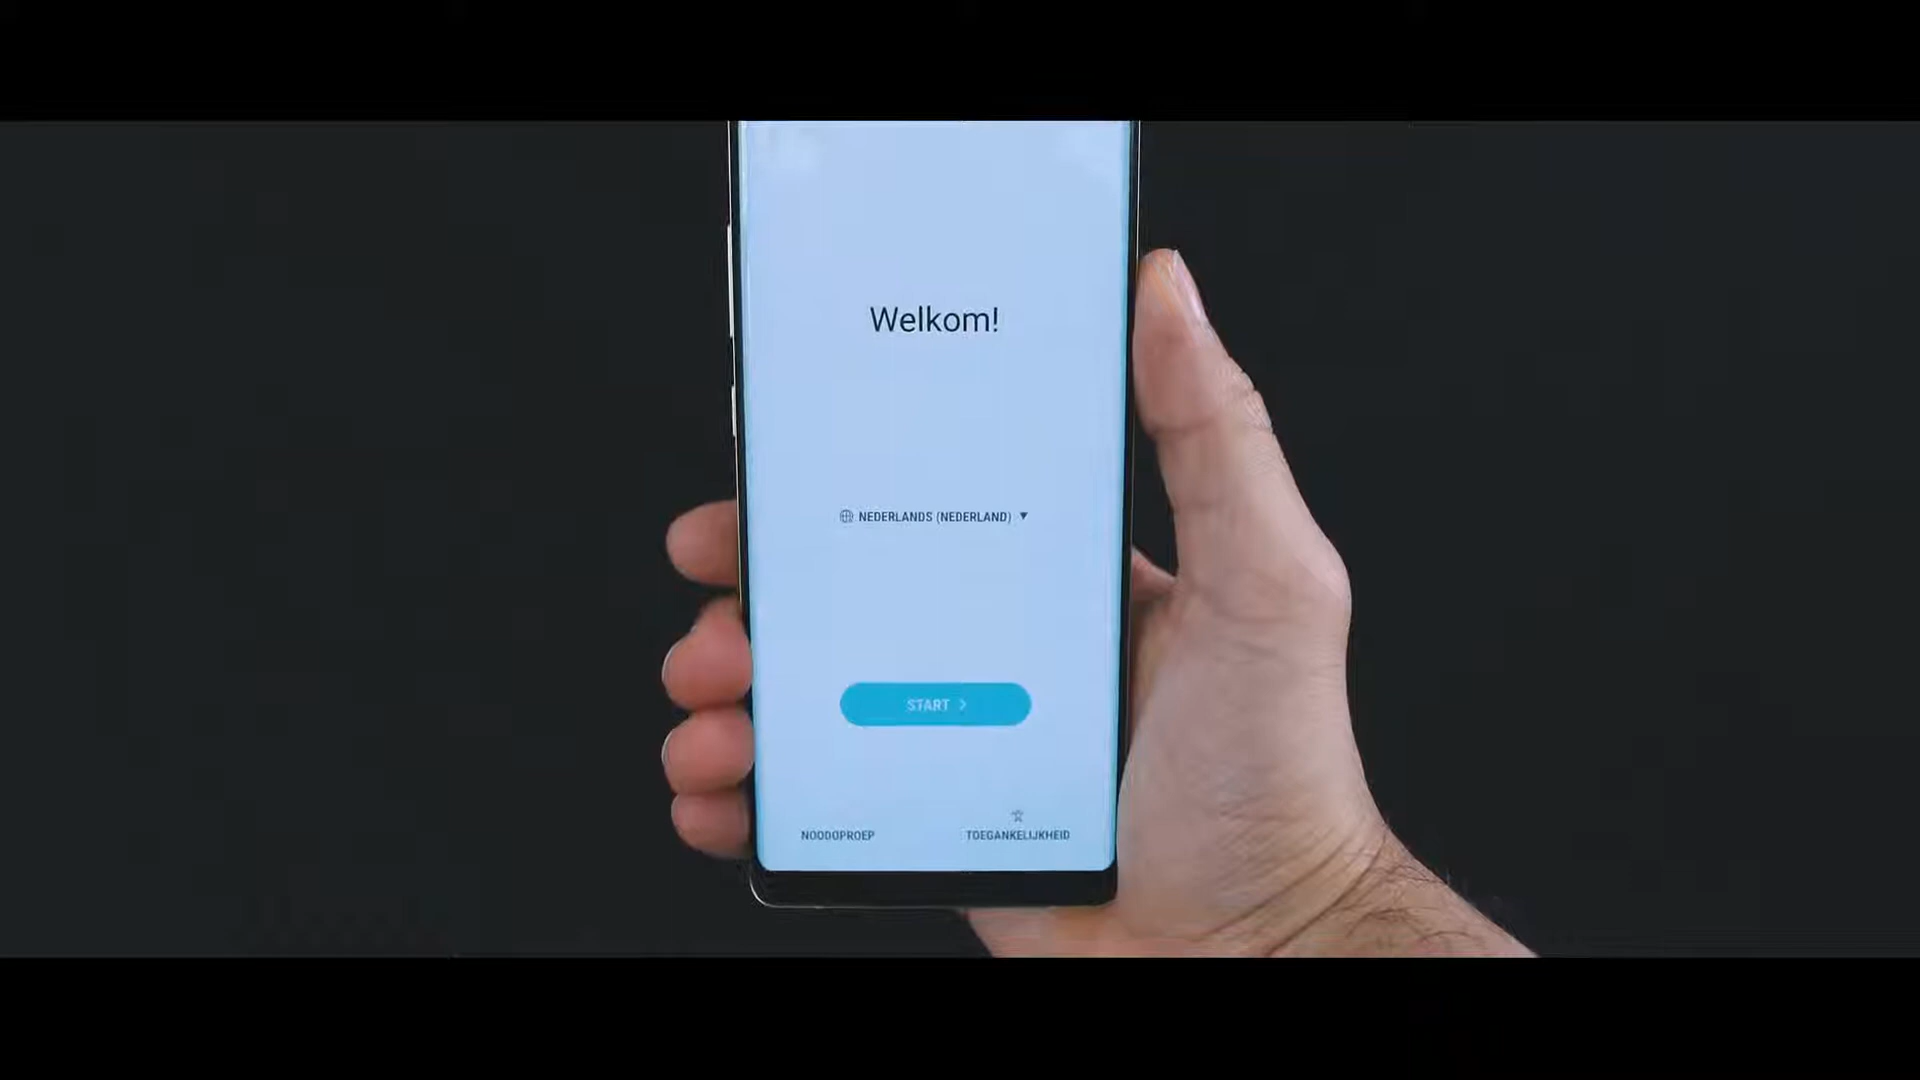 Welkom!
NEDERLANDS (NEDERLAND)
START
NOODOPROEP
TOEGANKELIJKHEID